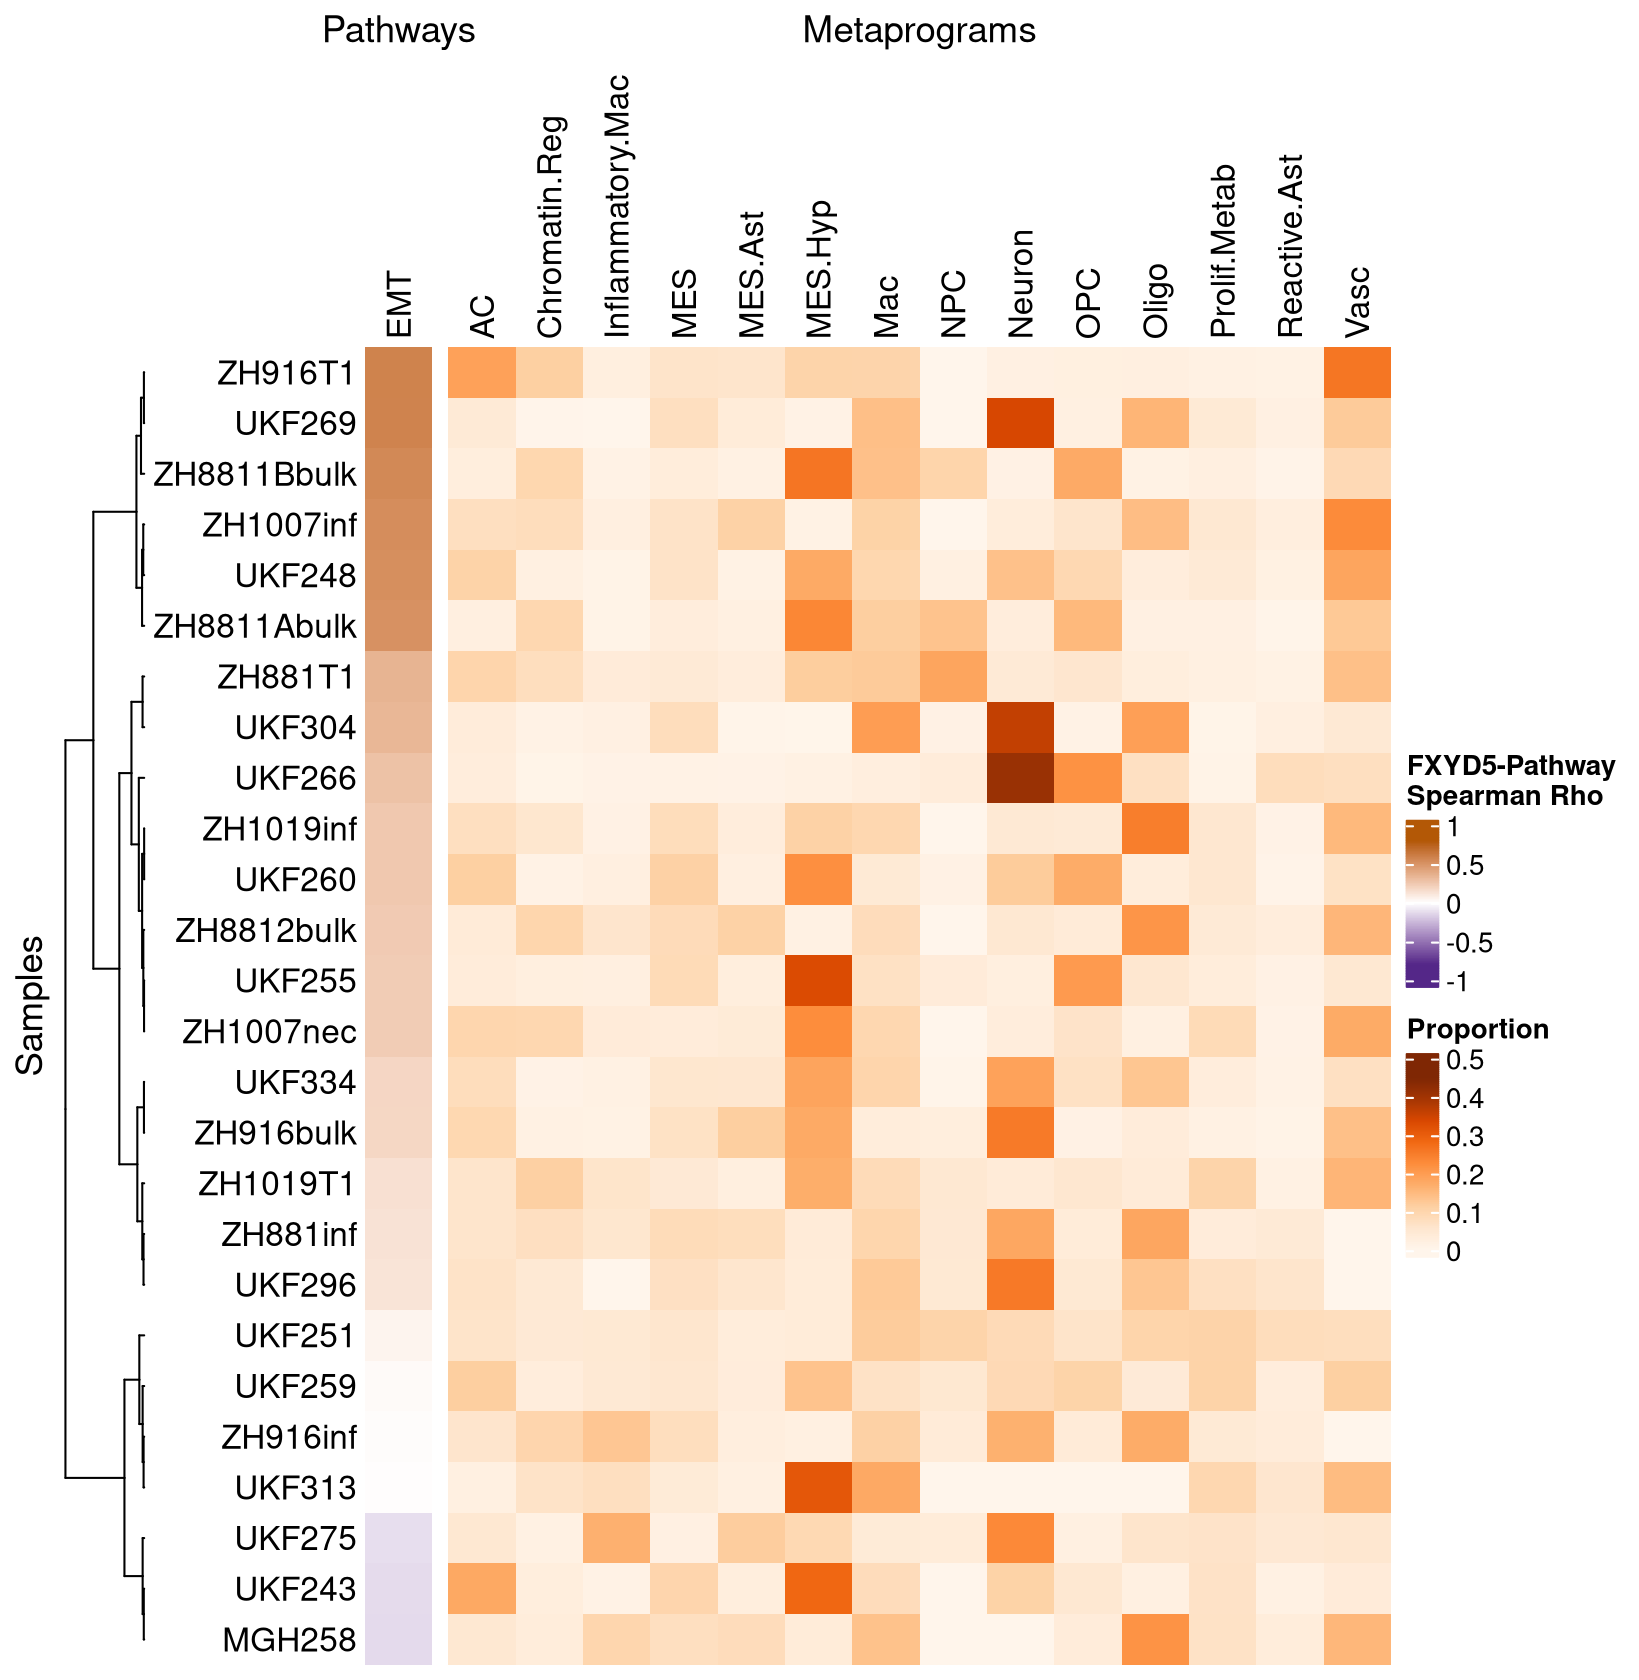 Pathways
Metaprograms
EMT
AC
Chromatin.Reg
Inflammatory.Mac
MES
MES.Ast
MES.Hyp
Mac
NPC
Neuron
OPC
Oligo
Prolif.Metab
Reactive.Ast
Vasc
Samples
ZH916T1
UKF269
ZH8811Bbulk
ZH1007inf
UKF248
ZH8811Abulk
ZH881T1
UKF304
UKF266
ZH1019inf
UKF260
ZH8812bulk
UKF255
ZH1007nec
UKF334
ZH916bulk
ZH1019T1
ZH881inf
UKF296
UKF251
UKF259
ZH916inf
UKF313
UKF275
UKF243
MGH258
FXYD5-Pathway
Spearman Rho
1
0.5
0
-0.5
-1
Proportion
0.5
0.4
0.3
0.2
0.1
0